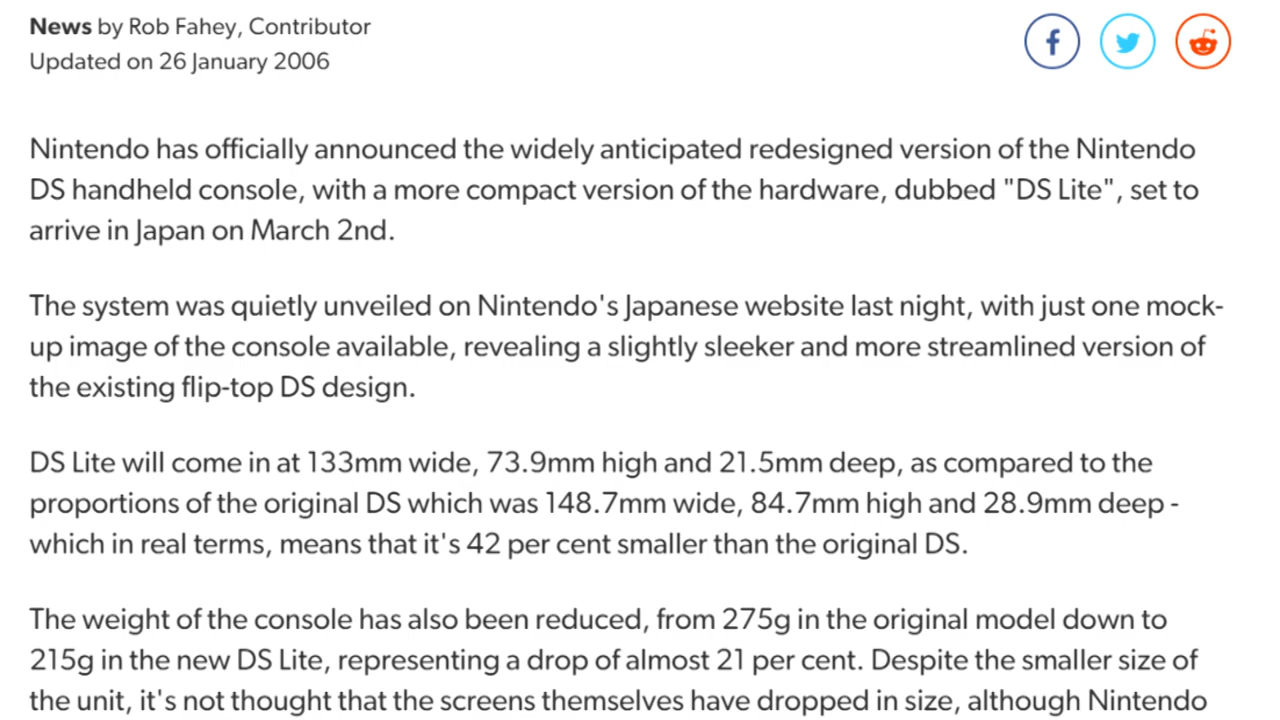 News by Rob Fahey, Contributor
Updated on 26 January 2006
Nintendo has officially announced the widely anticipated redesigned version of the Nintendo
DS handheld console, with a more compact version of the hardware, dubbed "DS Lite", set to
arrive in Japan on March 2nd.
The system was quietly unveiled on Nintendo's Japanese website last night, with just one mock-
up image of the console available, revealing a slightly sleeker and more streamlined version of
the existing flip-top DS design.
DS Lite will come in at 133mm wide, 73.9mm high and 21.5mm deep, as compared to the
proportions of the original DS which was 148.7mm wide, 84.7mm high and 28.9mm deep -
which in real terms, means that it's 42 per cent smaller than the original DS.
The weight of the console has also been reduced, from 275g in the original model down to
215g in the new DS Lite, representing a drop of almost 21 per cent. Despite the smaller size of
the unit, it's not thought that the screens themselves have dropped in size, although Nintendo